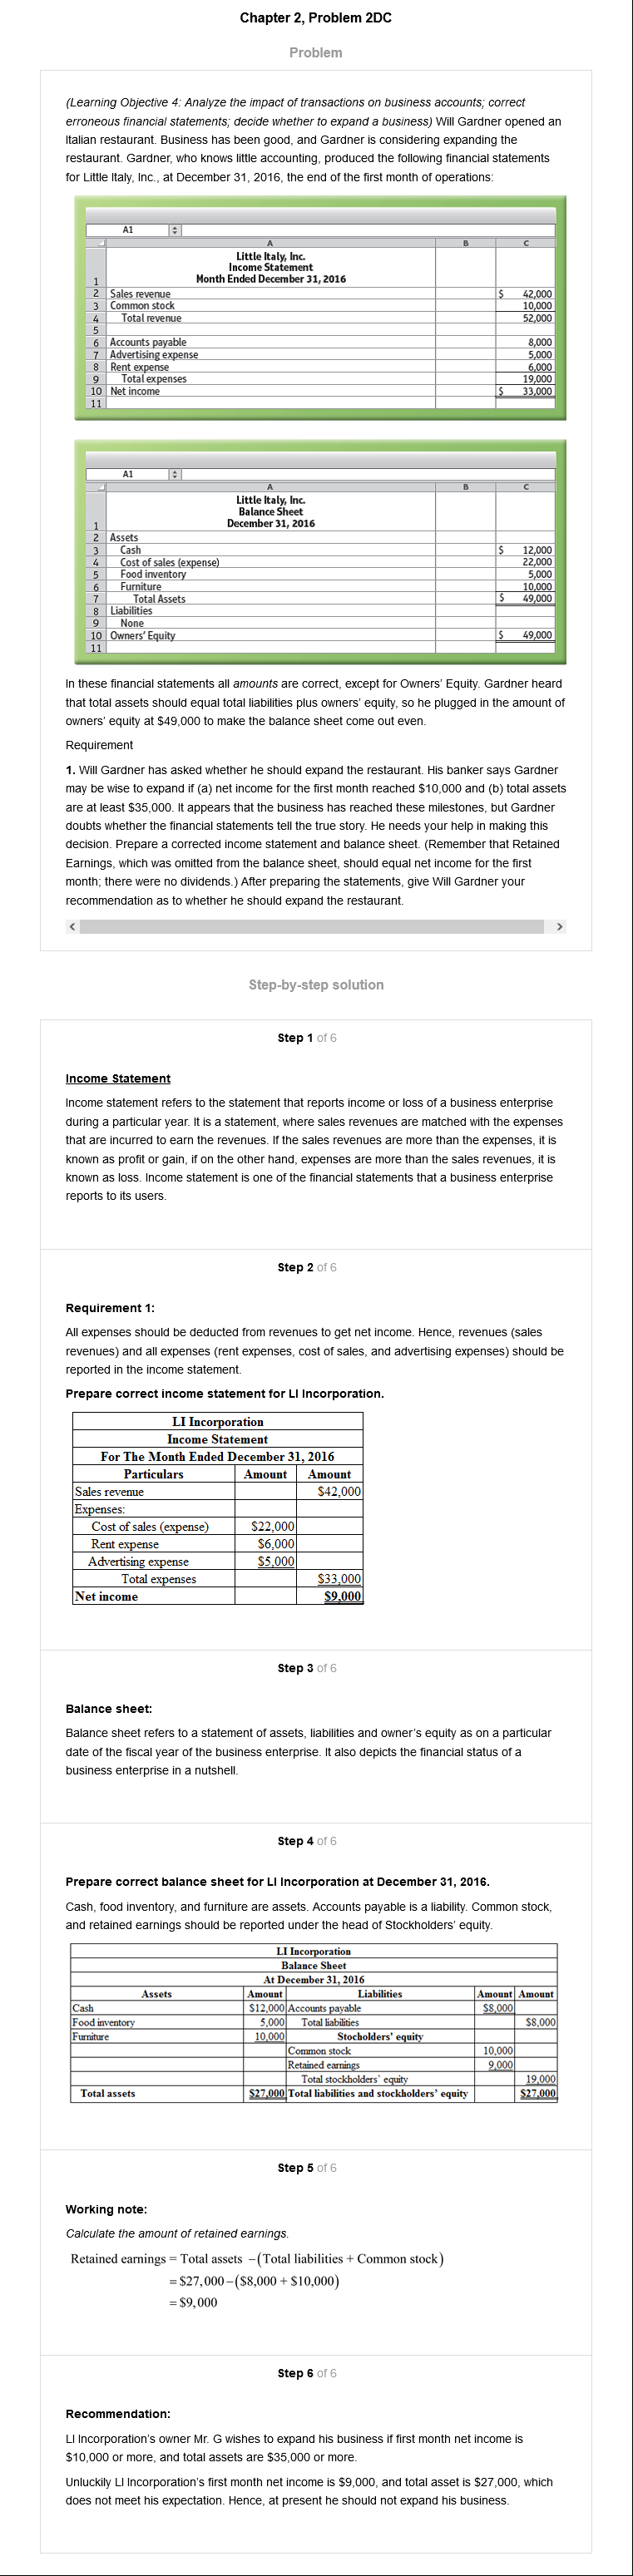 Chapter 2, Problem 2DC
Problem
(Learning Objective 4: Analyze the impact of transactions on business accounts; correct
erroneous financial statements; decide whether to expand a business) Will Gardner opened an
Italian restaurant. Business has been good, and Gardner is considering expanding the
restaurant. Gardner, who knows little accounting, produced the following financial statements
for Little Italy, Inc., at December 31, 2016, the end of the first month of operations:
A1
A B C
Little Italy, Inc.
Income Statement
1 Month Ended December 31, 2016
2 Sales revenue $ 42,000
3 Common stock 10,000
4 Total revenue 52,000
5
6 Accounts payable 8,000
7 Advertising expense 5,000
8 Rent expense 6,000
9 Total expenses 19,000
10 Net income $ 33,000
11
A1
A B C
Little Italy, Inc.
Balance Sheet
1 December 31, 2016
2 Assets
3 Cash $ 12,000
4 Cost of sales (expense) 22,000
5 Food inventory 5,000
6 Furniture 10,000
7 Total Assets $ 49,000
8 Liabilities
9 None
10 Owners' Equity $ 49,000
11
In these financial statements all amounts are correct, except for Owners' Equity. Gardner heard
that total assets should equal total liabilities plus owners' equity, so he plugged in the amount of
owners' equity at $49,000 to make the balance sheet come out even.
Requirement
1. Will Gardner has asked whether he should expand the restaurant. His banker says Gardner
may be wise to expand if (a) net income for the first month reached $10,000 and (b) total assets
are at least $35,000. It appears that the business has reached these milestones, but Gardner
doubts whether the financial statements tell the true story. He needs your help in making this
decision. Prepare a corrected income statement and balance sheet. (Remember that Retained
Earnings, which was omitted from the balance sheet, should equal net income for the first
month; there were no dividends.) After preparing the statements, give Will Gardner your
recommendation as to whether he should expand the restaurant.
Step-by-step solution
Step 1 of 6
Income Statement
Income statement refers to the statement that reports income or loss of a business enterprise
during a particular year. It is a statement, where sales revenues are matched with the expenses
that are incurred to earn the revenues. If the sales revenues are more than the expenses, it is
known as profit or gain, if on the other hand, expenses are more than the sales revenues, it is
known as loss. Income statement is one of the financial statements that a business enterprise
reports to its users.
Step 2 of 6
Requirement 1:
All expenses should be deducted from revenues to get net income. Hence, revenues (sales
revenues) and all expenses (rent expenses, cost of sales, and advertising expenses) should be
reported in the income statement.
Prepare correct income statement for LI Incorporation.
LI Incorporation
Income Statement
For The Month Ended December 31, 2016
Particulars Amount Amount
Sales revenue $42,000
Expenses:
Cost of sales (expense) $22,000
Rent expense $6,000
Advertising expense $5,000
Total expenses $33,000
Net income $9,000
Step 3 of 6
Balance sheet:
Balance sheet refers to a statement of assets, liabilities and owner's equity as on a particular
date of the fiscal year of the business enterprise. It also depicts the financial status of a
business enterprise in a nutshell.
Step 4 of 6
Prepare correct balance sheet for LI Incorporation at December 31, 2016.
Cash, food inventory, and furniture are assets. Accounts payable is a liability. Common stock,
and retained earnings should be reported under the head of Stockholders' equity.
LI Incorporation
Balance Sheet
At December 31, 2016
Assets Amount Liabilities Amount Amount
Cash $12,000 Accounts payable $8,000
Food inventory 5,000 Total liabilities $8,000
Furniture 10,000 Stocholders' equity
Common stock 10,000
Retained earnings 9,000
Total stockholders' equity 19,000
Total assets $27,000 Total liabilities and stockholders' equity $27,000
Step 5 of 6
Working note:
Calculate the amount of retained earnings.
Retained earnings = Total assets −(Total liabilities + Common stock)
= $27,000−($8,000 + $10,000)
= $9,000
Step 6 of 6
Recommendation:
LI Incorporation's owner Mr. G wishes to expand his business if first month net income is
$10,000 or more, and total assets are $35,000 or more.
Unluckily LI Incorporation's first month net income is $9,000, and total asset is $27,000, which
does not meet his expectation. Hence, at present he should not expand his business.